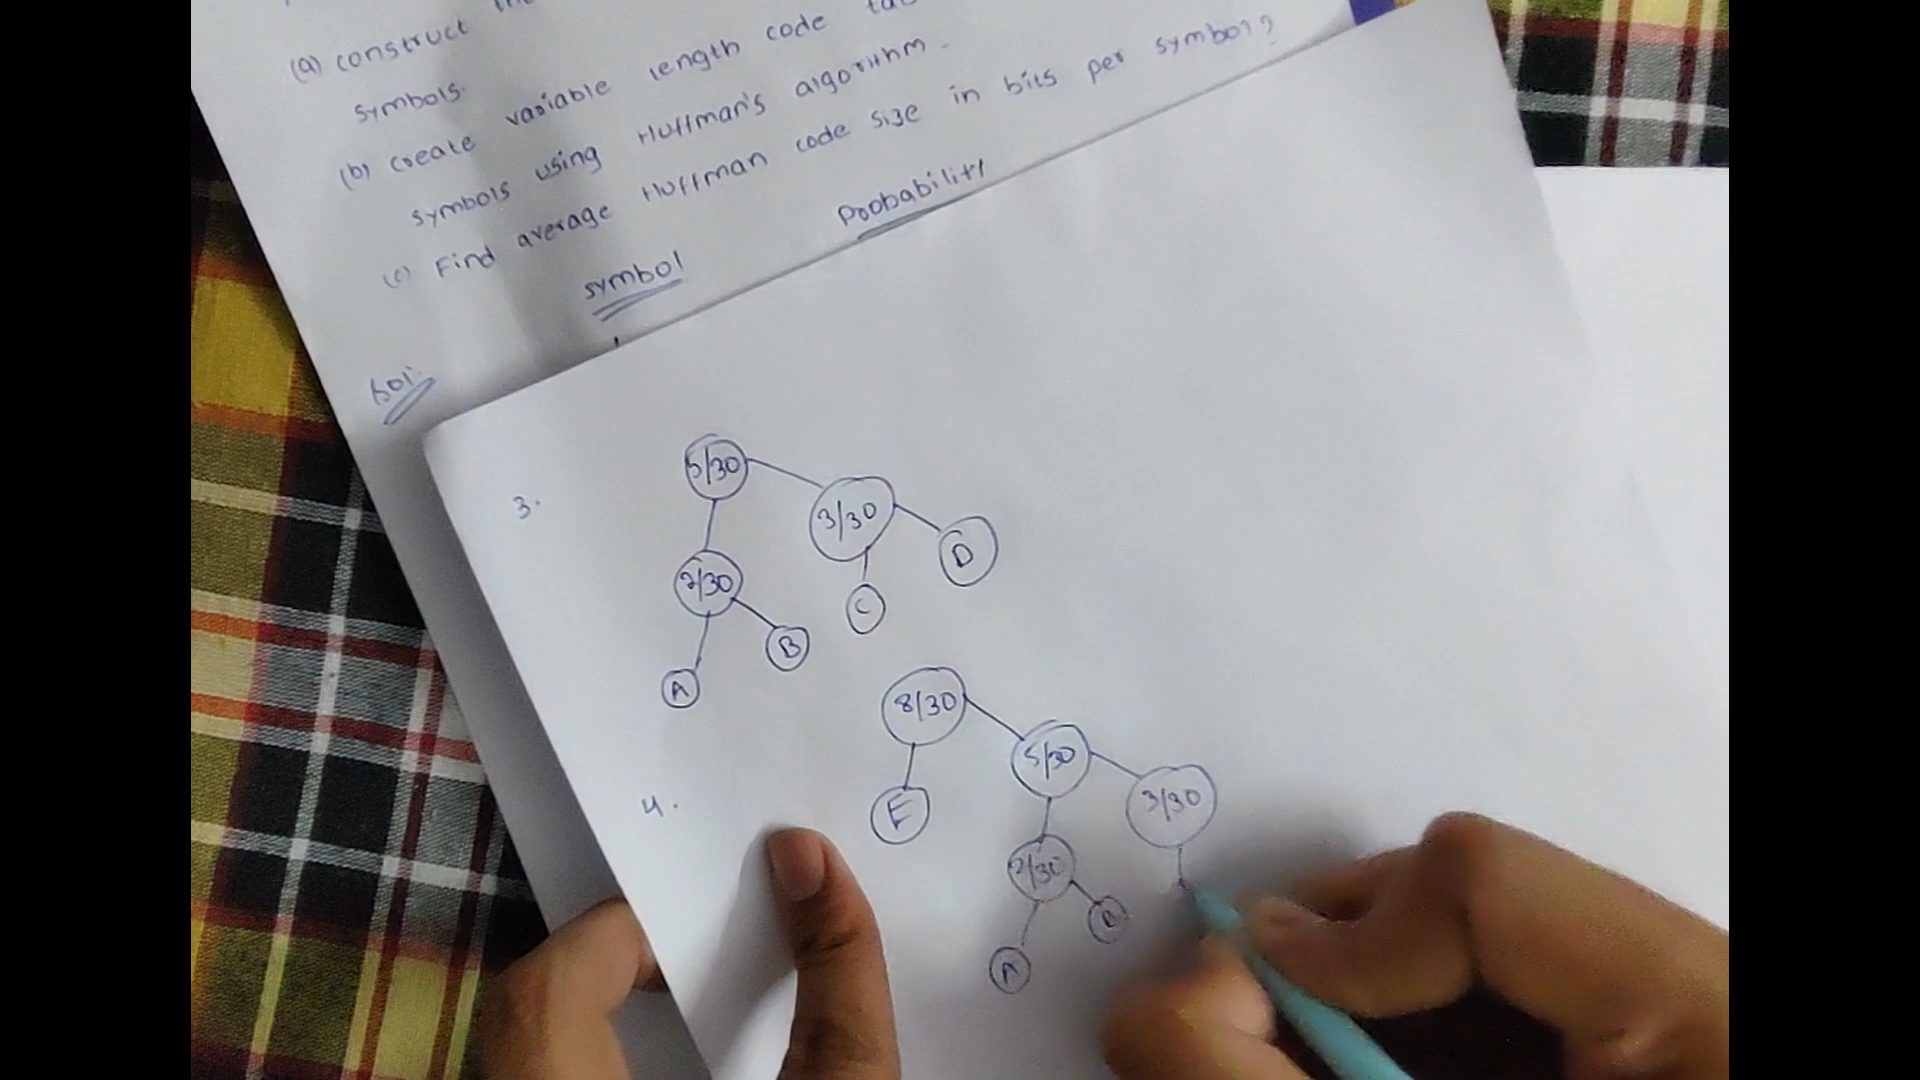 (a) construct
symbols.
(b) create variable length code
symbols using Huffman's algorithm.
(c) Find average Huffman code size in bits per symbol?
symbol probability
sol:
3.
5/30
3/30
D
2/30
C
B
A
8/30
5/30
3/30
4.
E
2/30
B
A